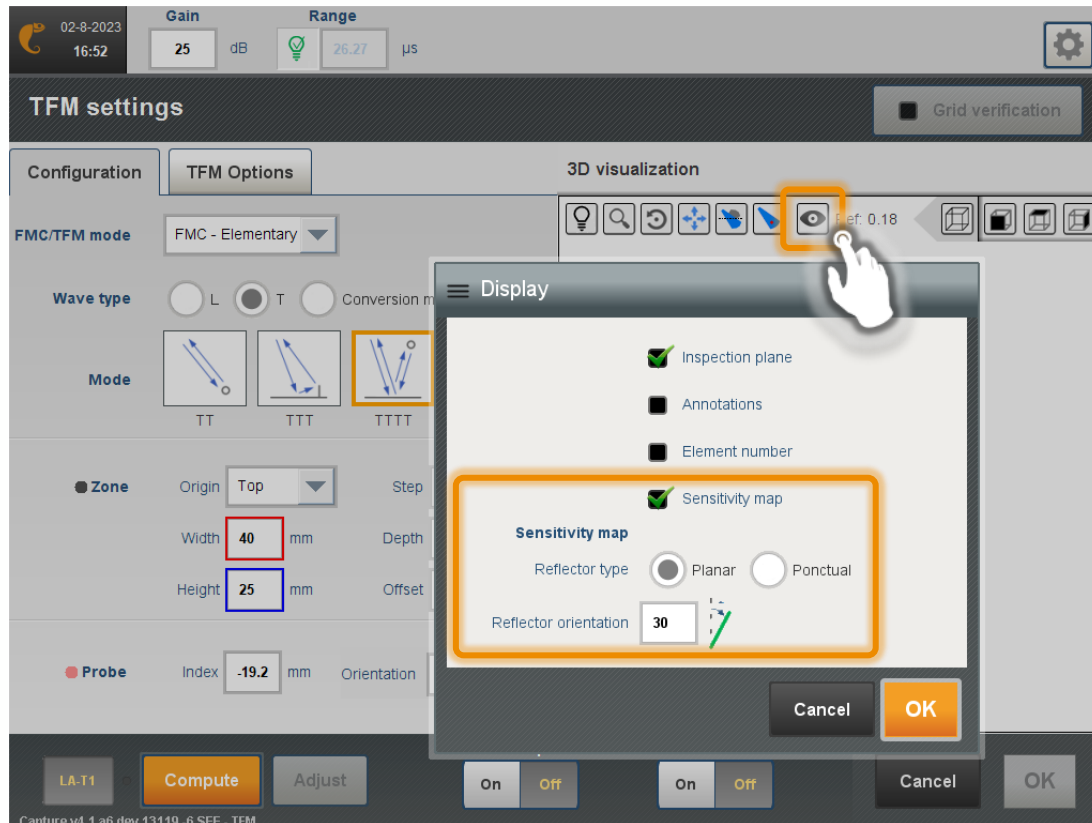 02-8-2023
16:52
Gain
25 dB
Range
26.27 µs
TFM settings
Grid verification
Configuration
TFM Options
3D visualization
FMC/TFM mode
FMC - Elementary
Ref: 0.18
Wave type
L
T
Conversion
Mode
TT
TTT
TTTT
Zone
Origin
Top
Step
Width
40
mm
Depth
Height
25
mm
Offset
Probe
Index
-19.2
mm
Orientation
Display
Inspection plane
Annotations
Element number
Sensitivity map
Sensitivity map
Reflector type
Planar
Ponctual
Reflector orientation
30
Cancel
OK
LA-T1
Compute
Adjust
On
Off
On
Off
Cancel
OK
Capture v4.1